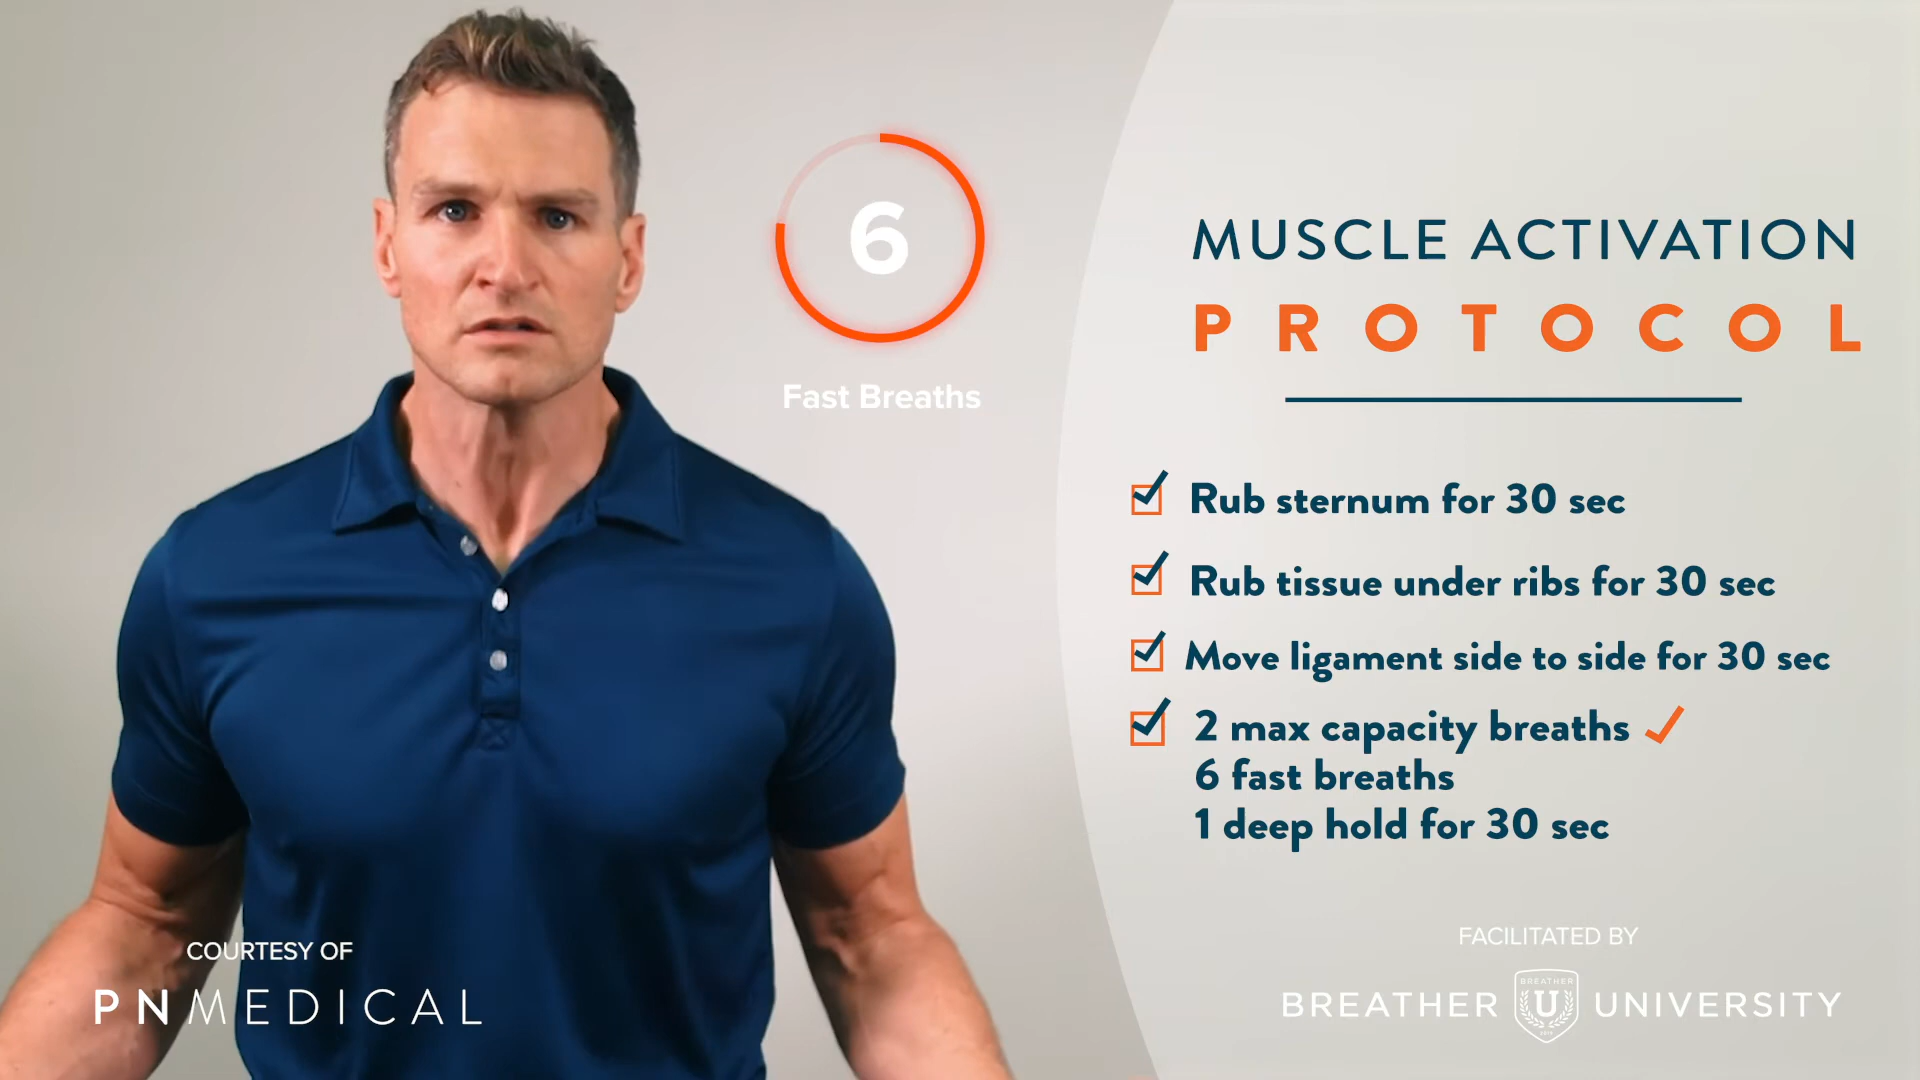 6
Fast Breaths
MUSCLE ACTIVATION
PROTOCOL
Rub sternum for 30 sec
Rub tissue under ribs for 30 sec
Move ligament side to side for 30 sec
2 max capacity breaths
6 fast breaths
1 deep hold for 30 sec
COURTESY OF
PNMEDICAL
FACILITATED BY
BREATHER
BREATHER U UNIVERSITY